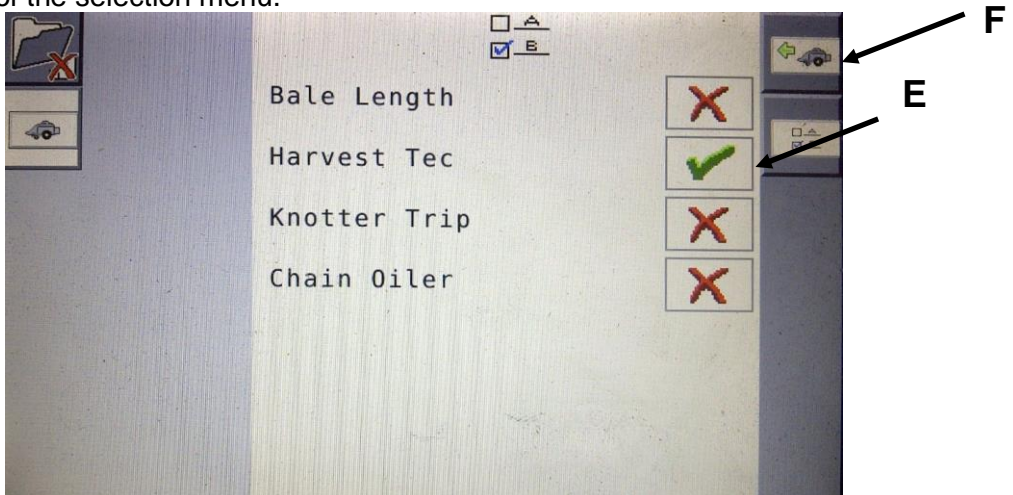 of the selection menu.
A
B
F
Bale Length
E
Harvest Tec
A
Knotter Trip
Chain Oiler